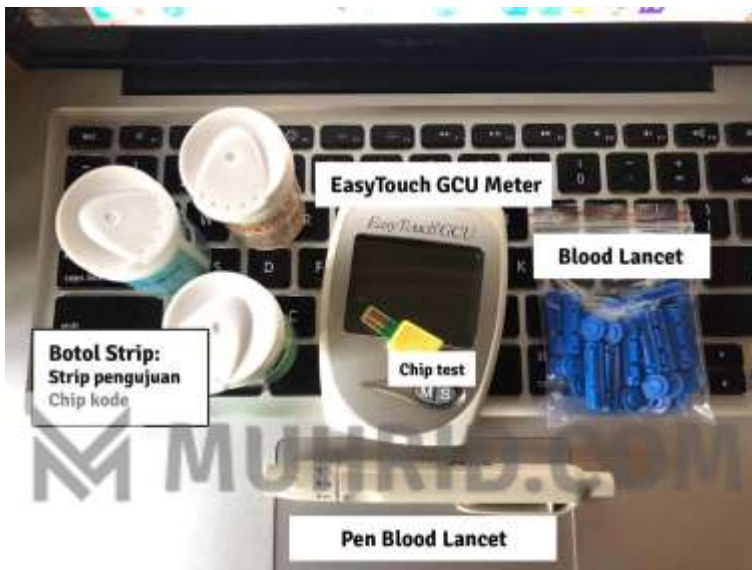 EasyTouch GCU Meter
EasyTouch GCU
Blood Lancet
Botol Strip:
Strip pengujuan
Chip kode
Chip test
M S
MUHRID.COM
Pen Blood Lancet